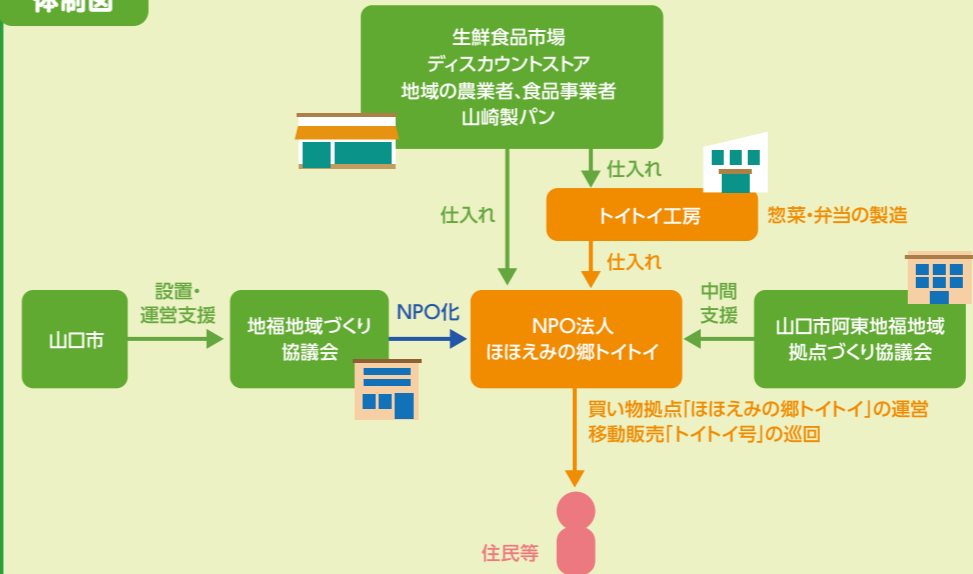 体制図
生鮮食品市場
ディスカウントストア
地域の農業者、食品事業者
山崎製パン
仕入れ
仕入れ
トイトイ工房
惣菜・弁当の製造
仕入れ
山口市
設置・
運営支援
地福地域づくり
協議会
NPO化
NPO法人
ほほえみの郷トイトイ
中間
支援
山口市阿東地福地域
拠点づくり協議会
買い物拠点「ほほえみの郷トイトイ」の運営
移動販売「トイトイ号」の巡回
住民等